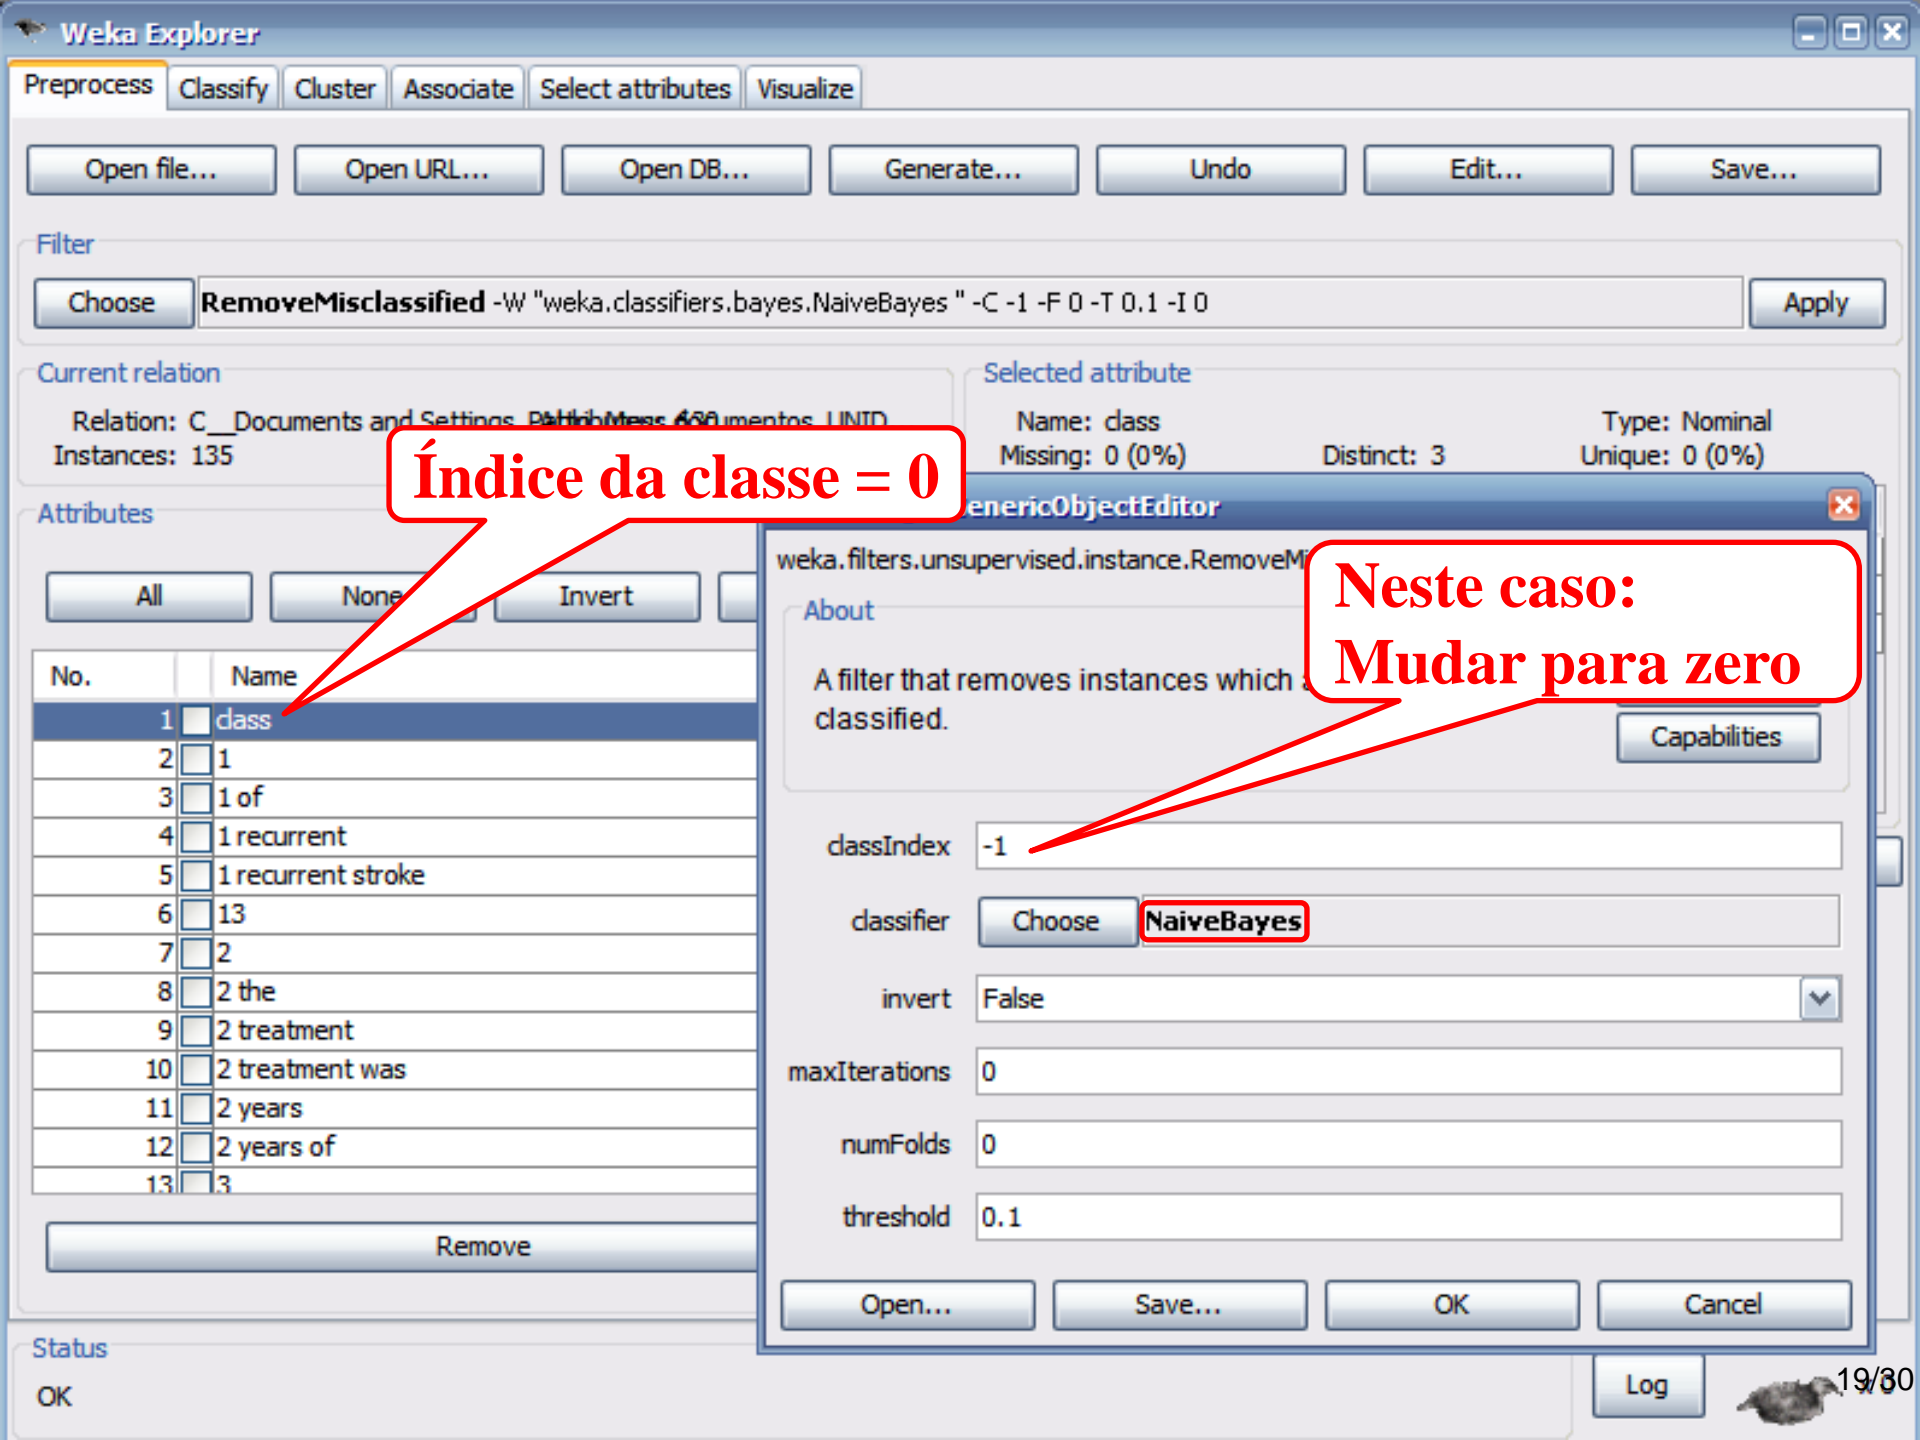 Weka Explorer
Preprocess Classify Cluster Associate Select attributes Visualize
Open file... Open URL... Open DB... Generate... Undo Edit... Save...
Filter
Choose RemoveMisclassified -W "weka.classifiers.bayes.NaiveBayes " -C -1 -F 0 -T 0.1 -I 0 Apply
Current relation
Relation: C__Documents and Settings
Instances: 135
Selected attribute
Name: class Type: Nominal
Missing: 0 (0%) Distinct: 3 Unique: 0 (0%)
Índice da classe = 0
Attributes
All None Invert
No. Name
1 class
2 1
3 1 of
4 1 recurrent
5 1 recurrent stroke
6 13
7 2
8 2 the
9 2 treatment
10 2 treatment was
11 2 years
12 2 years of
13 3
Remove
enericObjectEditor
weka.filters.unsupervised.instance.RemoveMi
Neste caso:
Mudar para zero
About
A filter that removes instances which
classified.
Capabilities
classIndex -1
classifier Choose NaiveBayes
invert False
maxIterations 0
numFolds 0
threshold 0.1
Open... Save... OK Cancel
Status
OK
Log
19/30